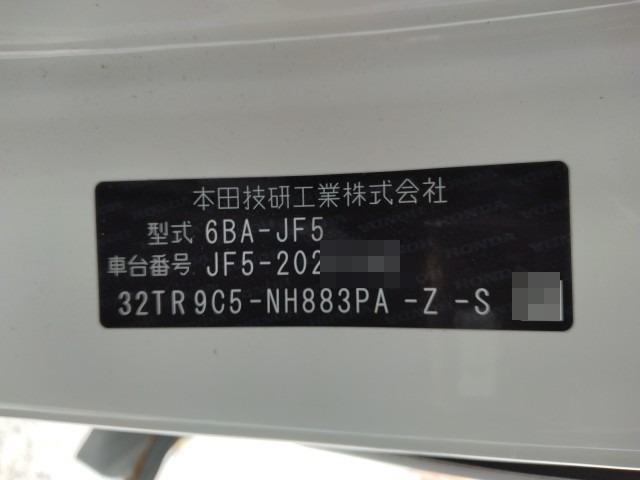 本田技研工業株式会社
型式 6BA-JF5
車台番号 JF5-202
32TR9C5-NH883PA-Z-S